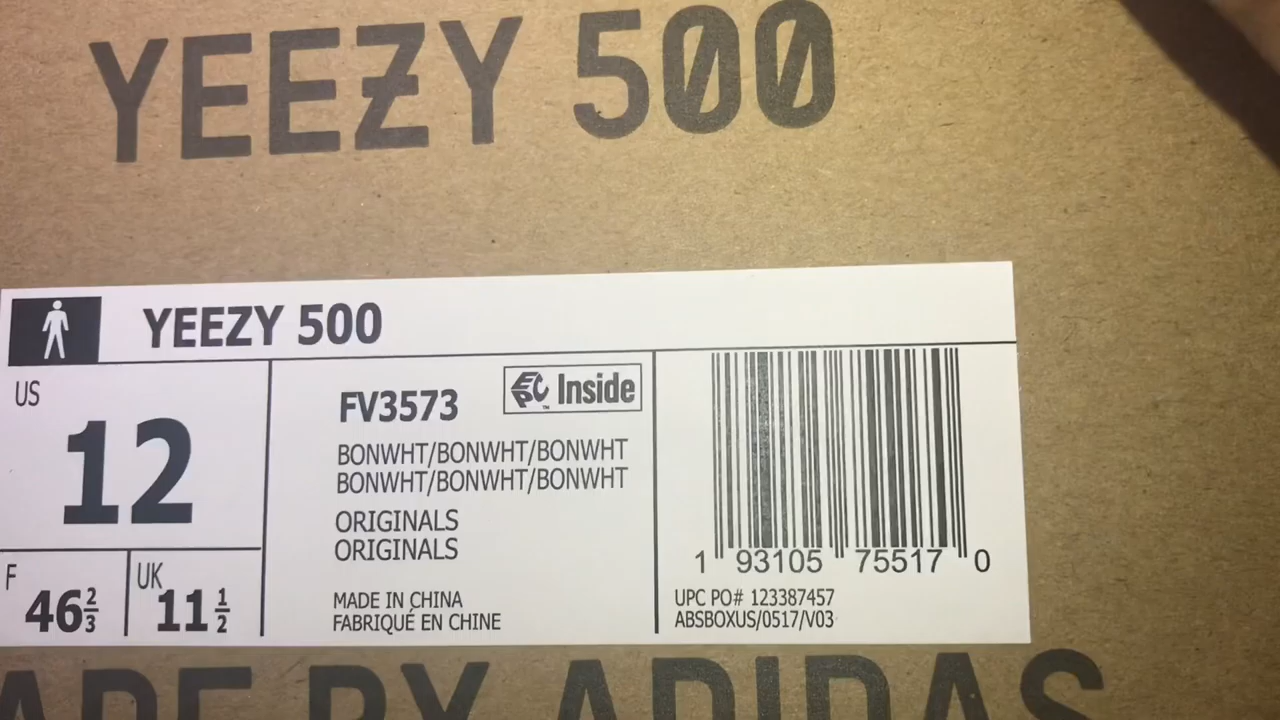 YEEZY 500
YEEZY 500
US
12
F
46 2/3
UK
11 1/2
FV3573
EPC™ Inside
BONWHT/BONWHT/BONWHT
BONWHT/BONWHT/BONWHT
ORIGINALS
ORIGINALS
MADE IN CHINA
FABRIQUÉ EN CHINE
1 93105 75517 0
UPC PO# 123387457
ABSBOXUS/0517/V03
ADE BY ADIDAS